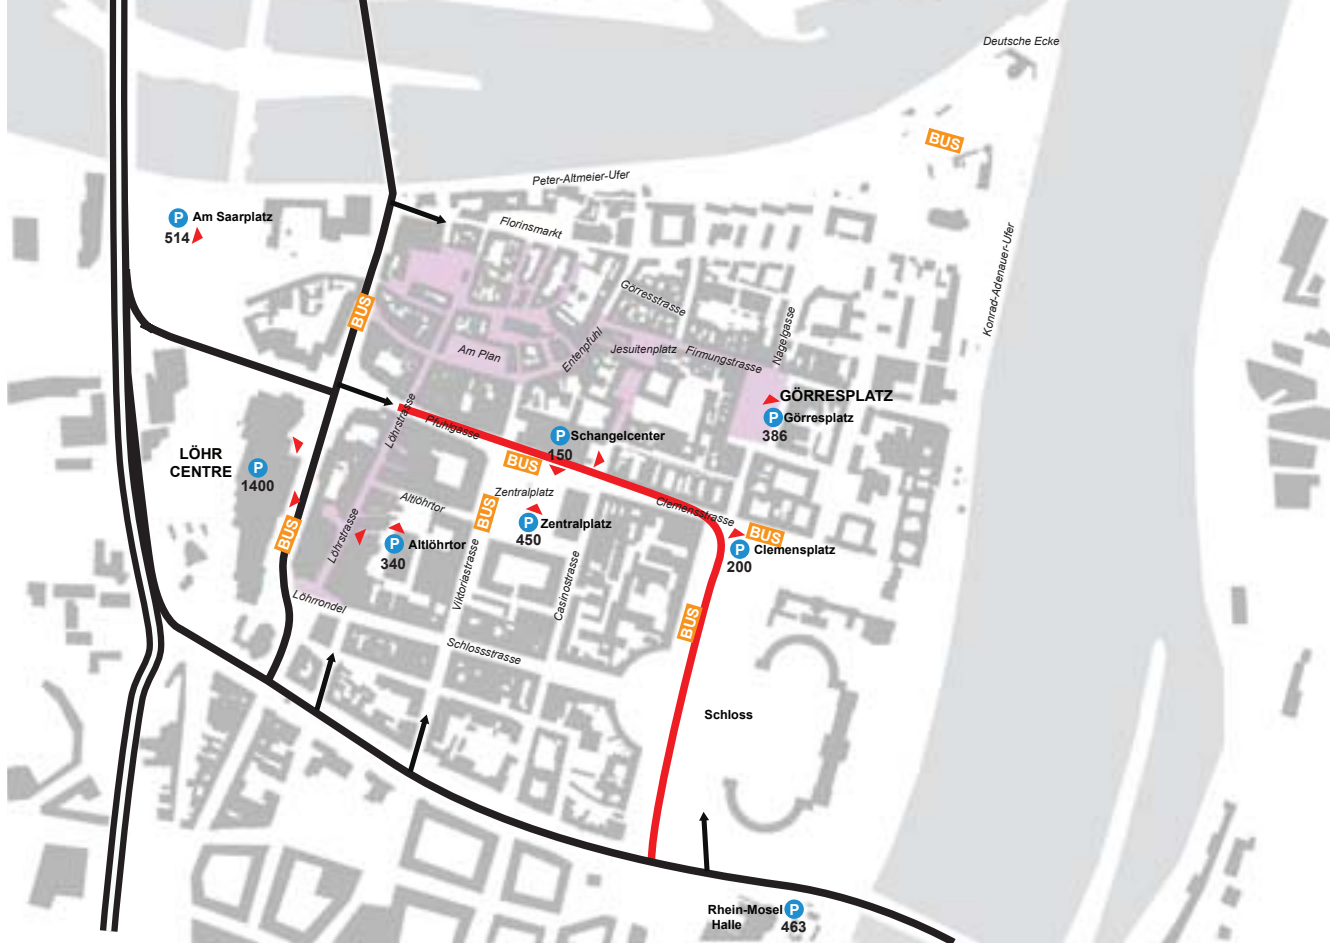 Deutsche Ecke
BUS
Peter-Altmeier-Ufer
P Am Saarplatz
514
Florinsmarkt
Konrad-Adenauer-Ufer
Görresstrasse
BUS
Nagelgasse
Entenpfuhl
Am Plan
Jesuitenplatz
Firmungstrasse
GÖRRESPLATZ
P Görresplatz
386
Löhrstrasse
Pfuhlgasse
P Schangelcenter
150
LÖHR
CENTRE
P
1400
BUS
Zentralplatz
Altlöhrtor
BUS
Clemensstrasse
P Zentralplatz
450
BUS
BUS
Löhrstrasse
P Altlöhrtor
340
P Clemensplatz
200
Viktoriastrasse
Casinostrasse
Löhrrondel
BUS
Schlossstrasse
Schloss
Rhein-Mosel P
Halle
463